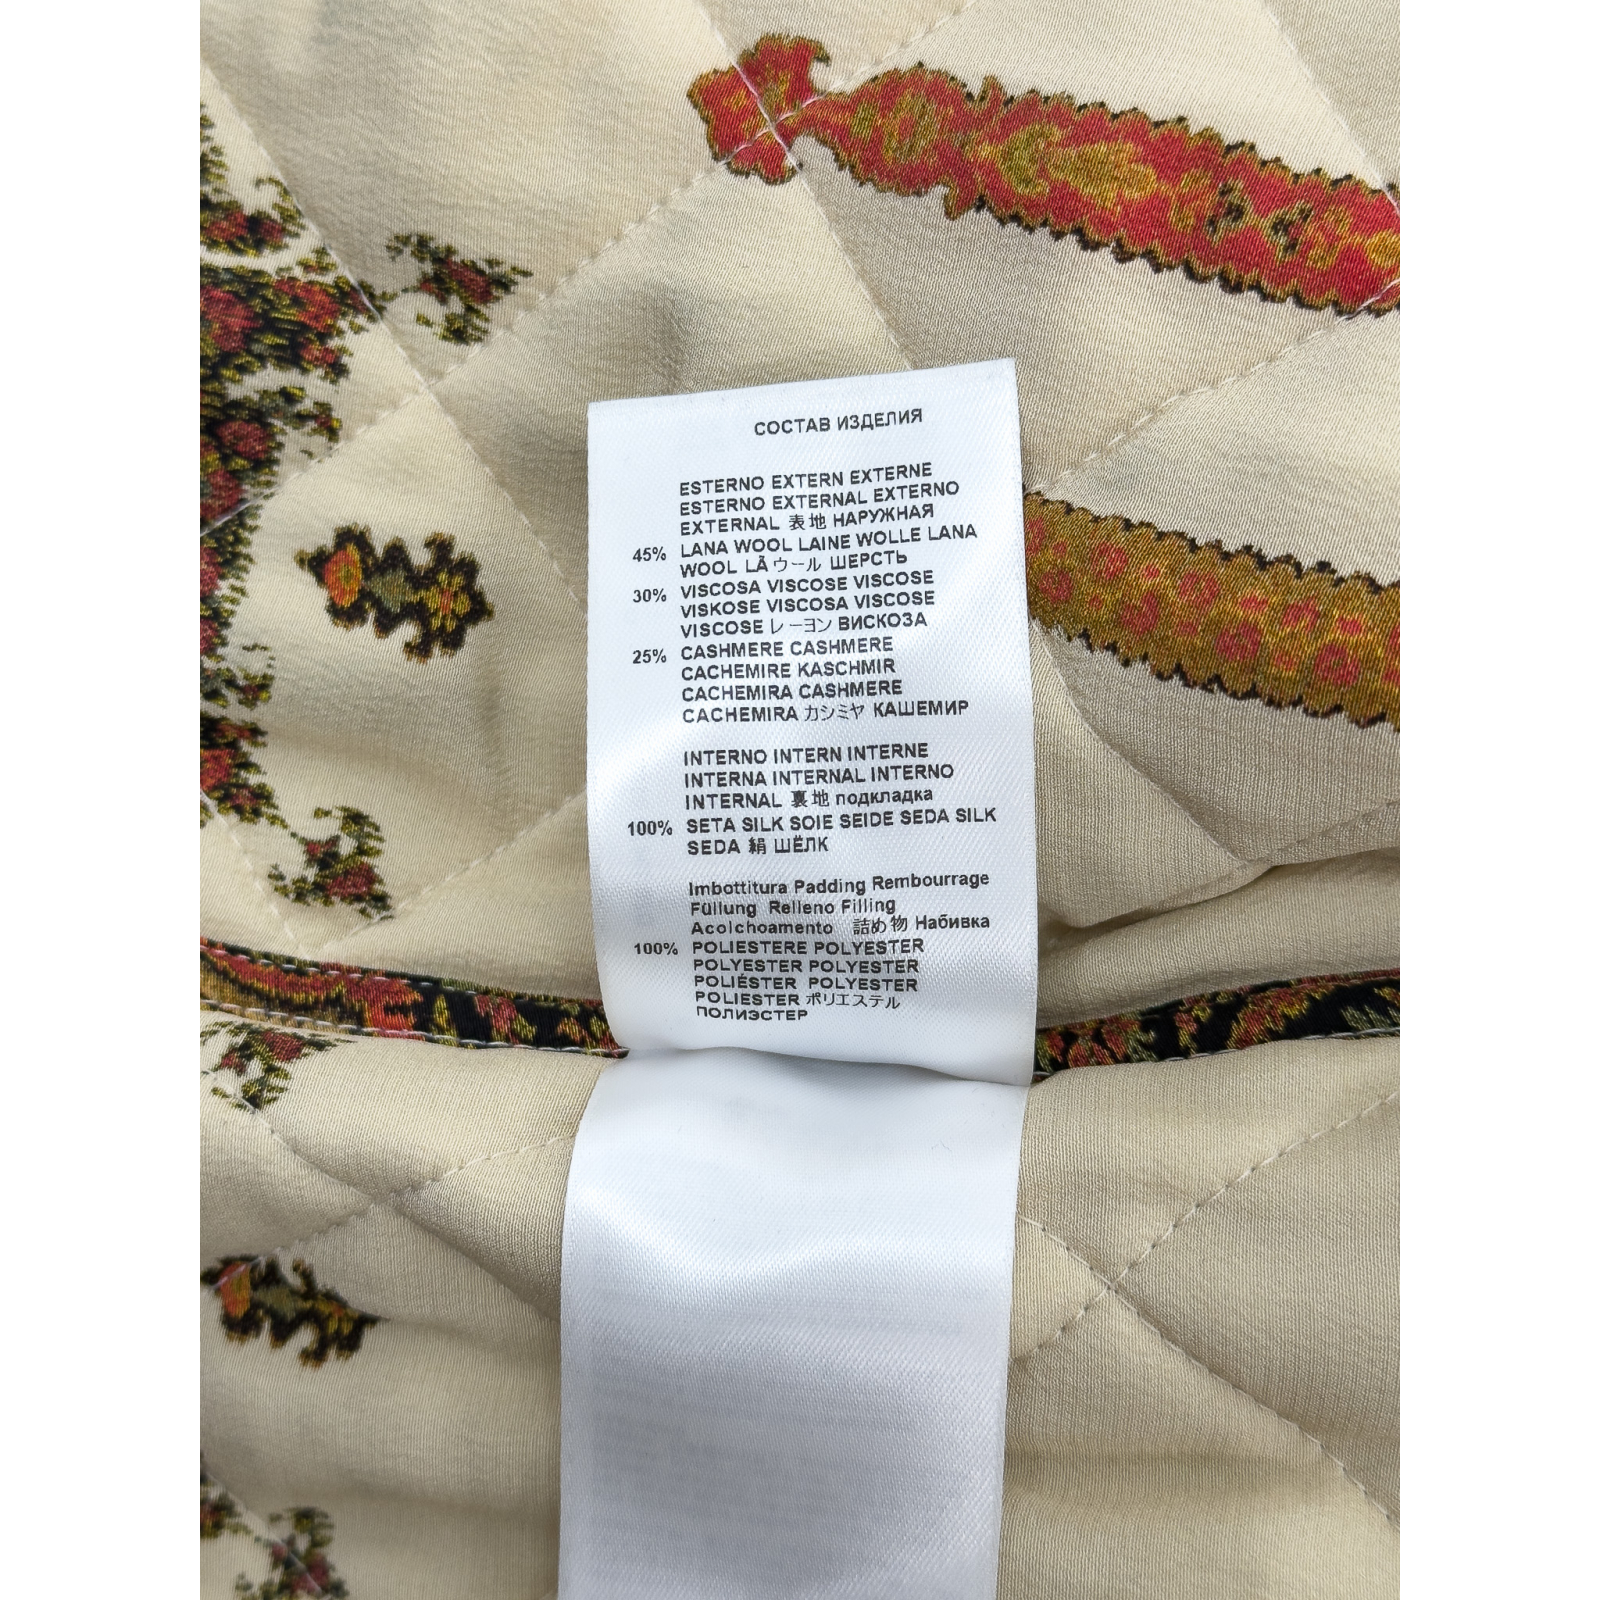 СОСТАВ ИЗДЕЛИЯ
ESTERNO EXTERN EXTERNE
ESTERNO EXTERNAL EXTERNO
EXTERNAL 表地 НАРУЖНАЯ
45% LANA WOOL LAINE WOLLE LANA
WOOL LÃ ウール ШЕРСТЬ
30% VISCOSA VISCOSE VISCOSE
VISKOSE VISCOSA VISCOSE
VISCOSE レーヨン ВИСКОЗА
25% CASHMERE CASHMERE
CACHEMIRE KASCHMIR
CACHEMIRA CASHMERE
CACHEMIRA カシミヤ КАШЕМИР
INTERNO INTERN INTERNE
INTERNA INTERNAL INTERNO
INTERNAL 裏地 подкладка
100% SETA SILK SOIE SEIDE SEDA SILK
SEDA 絹 ШЁЛК
Imbottitura Padding Rembourrage
Füllung Relleno Filling
Acolchoamento 詰め物 Набивка
100% POLIESTERE POLYESTER
POLYESTER POLYESTER
POLIÉSTER POLYESTER
POLIESTER ポリエステル
ПОЛИЭСТЕР